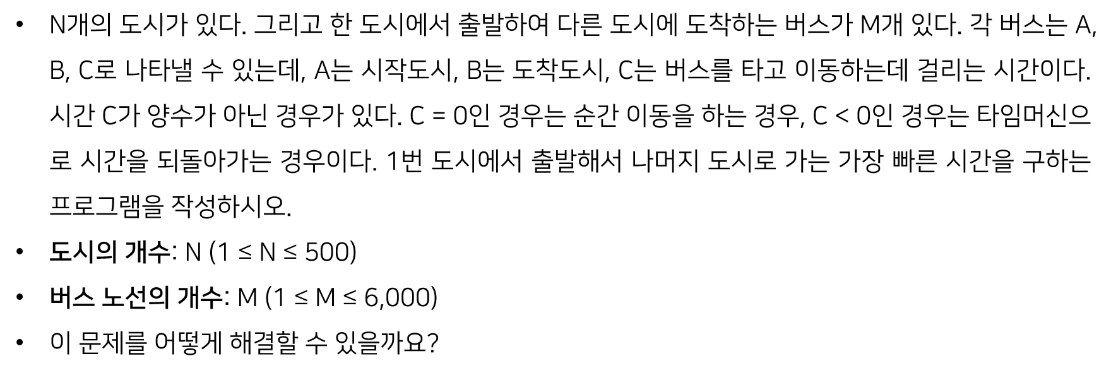 • N개의 도시가 있다. 그리고 한 도시에서 출발하여 다른 도시에 도착하는 버스가 M개 있다. 각 버스는 A,
B, C로 나타낼 수 있는데, A는 시작도시, B는 도착도시, C는 버스를 타고 이동하는데 걸리는 시간이다.
시간 C가 양수가 아닌 경우가 있다. C = 0인 경우는 순간 이동을 하는 경우, C < 0인 경우는 타임머신으
로 시간을 되돌아가는 경우이다. 1번 도시에서 출발해서 나머지 도시로 가는 가장 빠른 시간을 구하는
프로그램을 작성하시오.
• 도시의 개수: N (1 ≤ N ≤ 500)
• 버스 노선의 개수: M (1 ≤ M ≤ 6,000)
• 이 문제를 어떻게 해결할 수 있을까요?